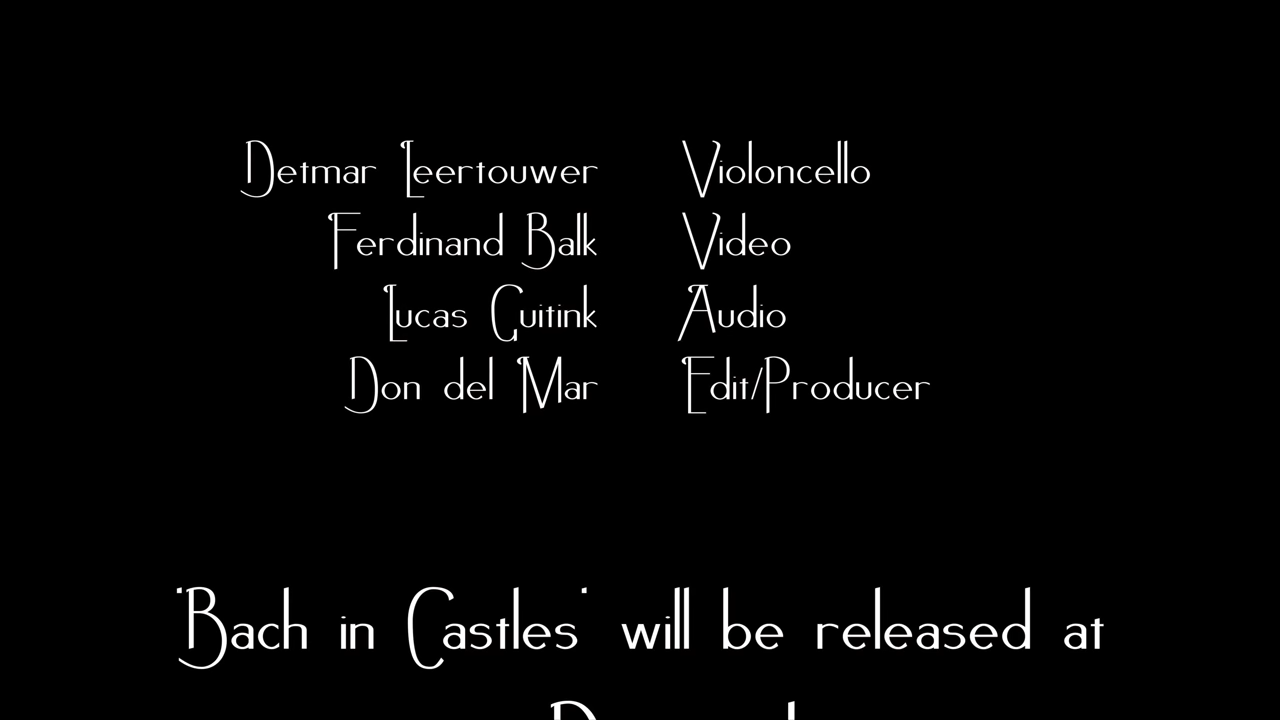 Detmar Leertouwer Violoncello
Ferdinand Balk Video
Lucas Guitink Audio
Don del Mar Edit/Producer
'Bach in Castles' will be released at